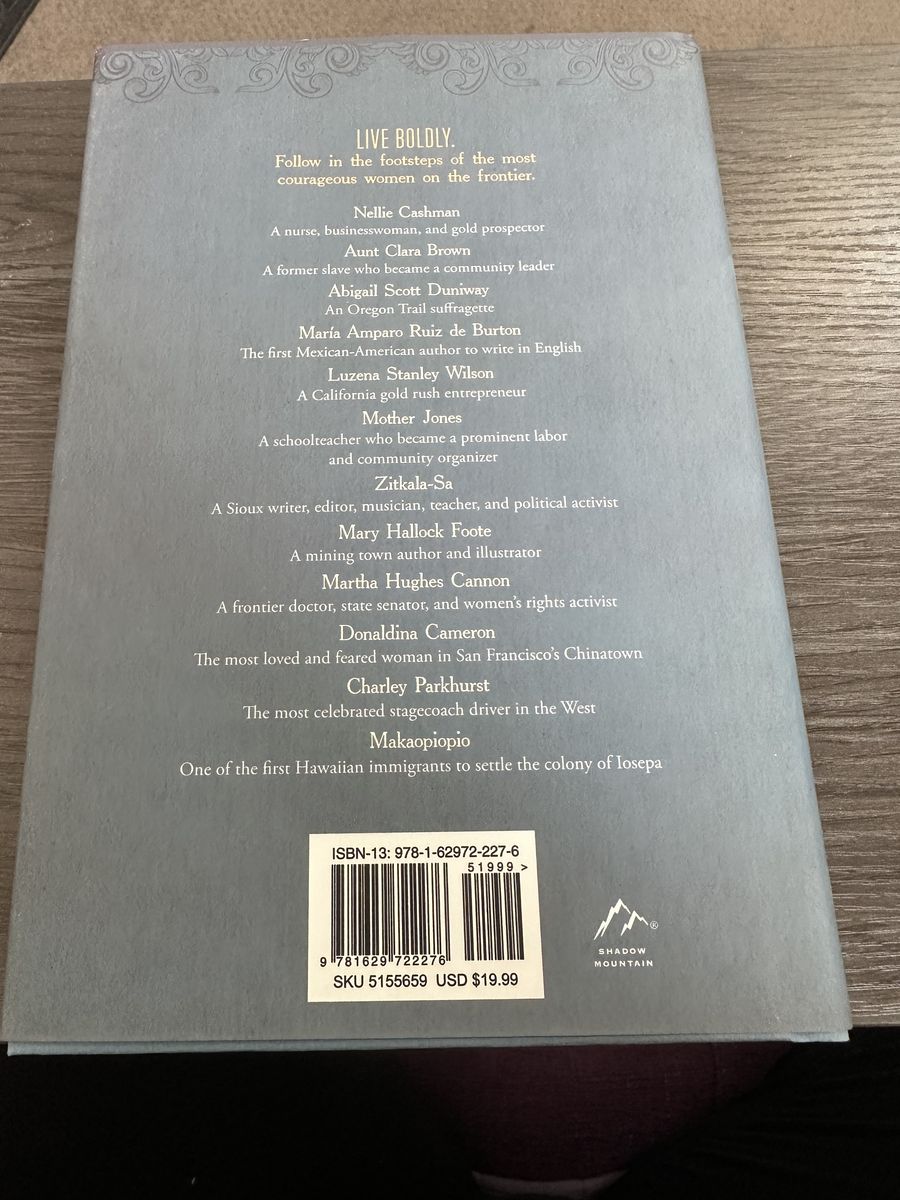 LIVE BOLDLY.
Follow in the footsteps of the most
courageous women on the frontier.
Nellie Cashman
A nurse, businesswoman, and gold prospector
Aunt Clara Brown
A former slave who became a community leader
Abigail Scott Duniway
An Oregon Trail suffragette
María Amparo Ruiz de Burton
The first Mexican-American author to write in English
Luzena Stanley Wilson
A California gold rush entrepreneur
Mother Jones
A schoolteacher who became a prominent labor
and community organizer
Zitkala-Sa
A Sioux writer, editor, musician, teacher, and political activist
Mary Hallock Foote
A mining town author and illustrator
Martha Hughes Cannon
A frontier doctor, state senator, and women's rights activist
Donaldina Cameron
The most loved and feared woman in San Francisco's Chinatown
Charley Parkhurst
The most celebrated stagecoach driver in the West
Makaopiopio
One of the first Hawaiian immigrants to settle the colony of Iosepa
ISBN-13: 978-1-62972-227-6
51999 >
9 781629 722276
SKU 5155659 USD $19.99
®
SHADOW
MOUNTAIN